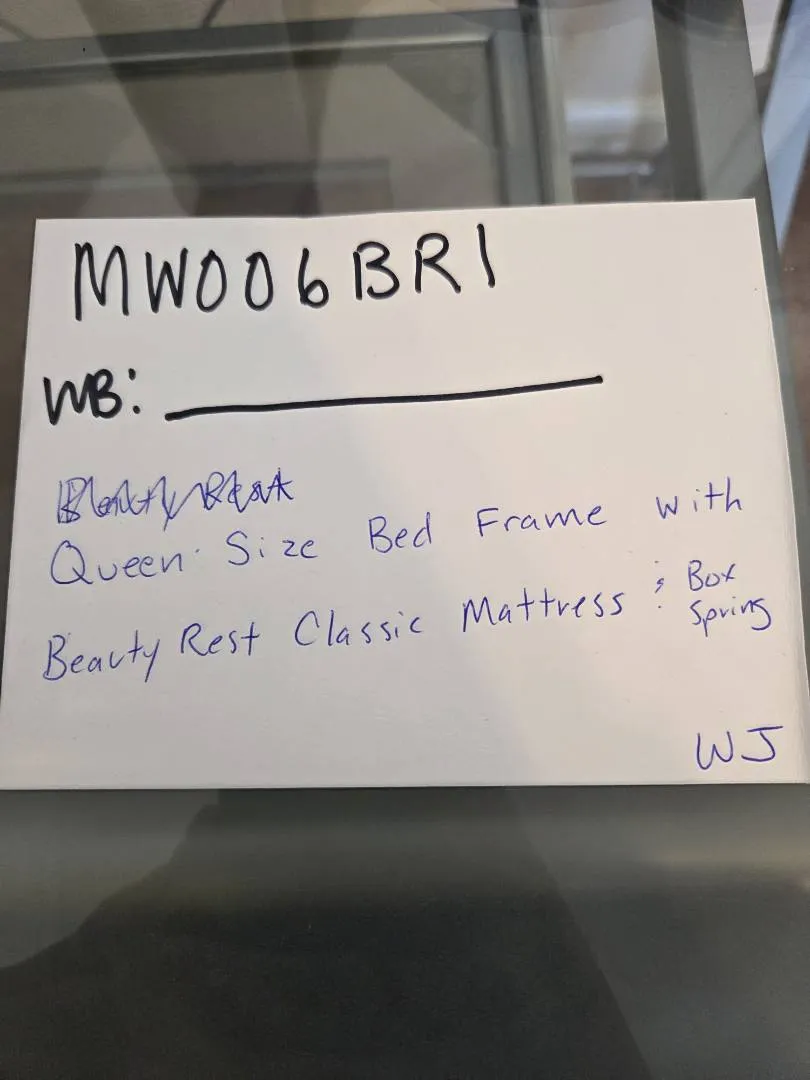 MW006BR1
WB: 
Queen Size Bed Frame with
Beauty Rest Classic Mattress & Box
Spring
WJ